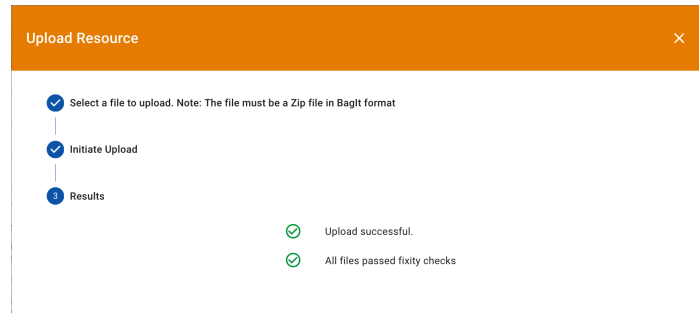 Upload Resource
Select a file to upload. Note: The file must be a Zip file in BagIt format
Initiate Upload
3 Results
Upload successful.
All files passed fixity checks